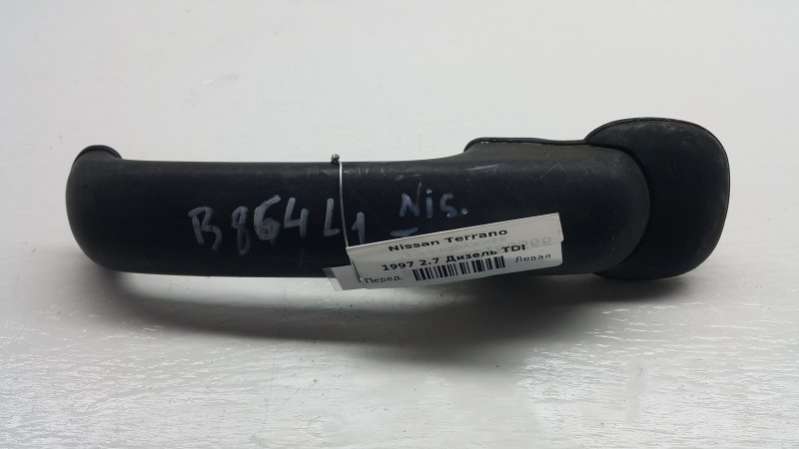 B864L1 Nis.
Nissan Terrano
1997 2.7 Дизель TDI
Перед. Левая